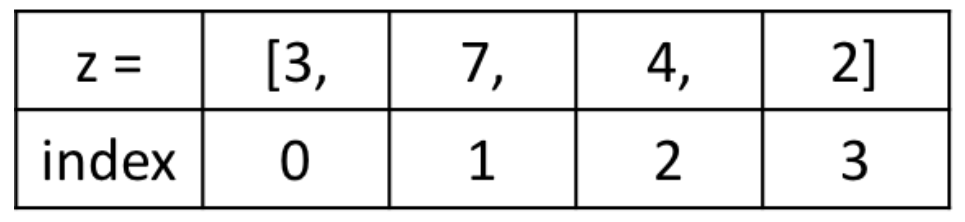 z = [3, 7, 4, 2]
index 0 1 2 3